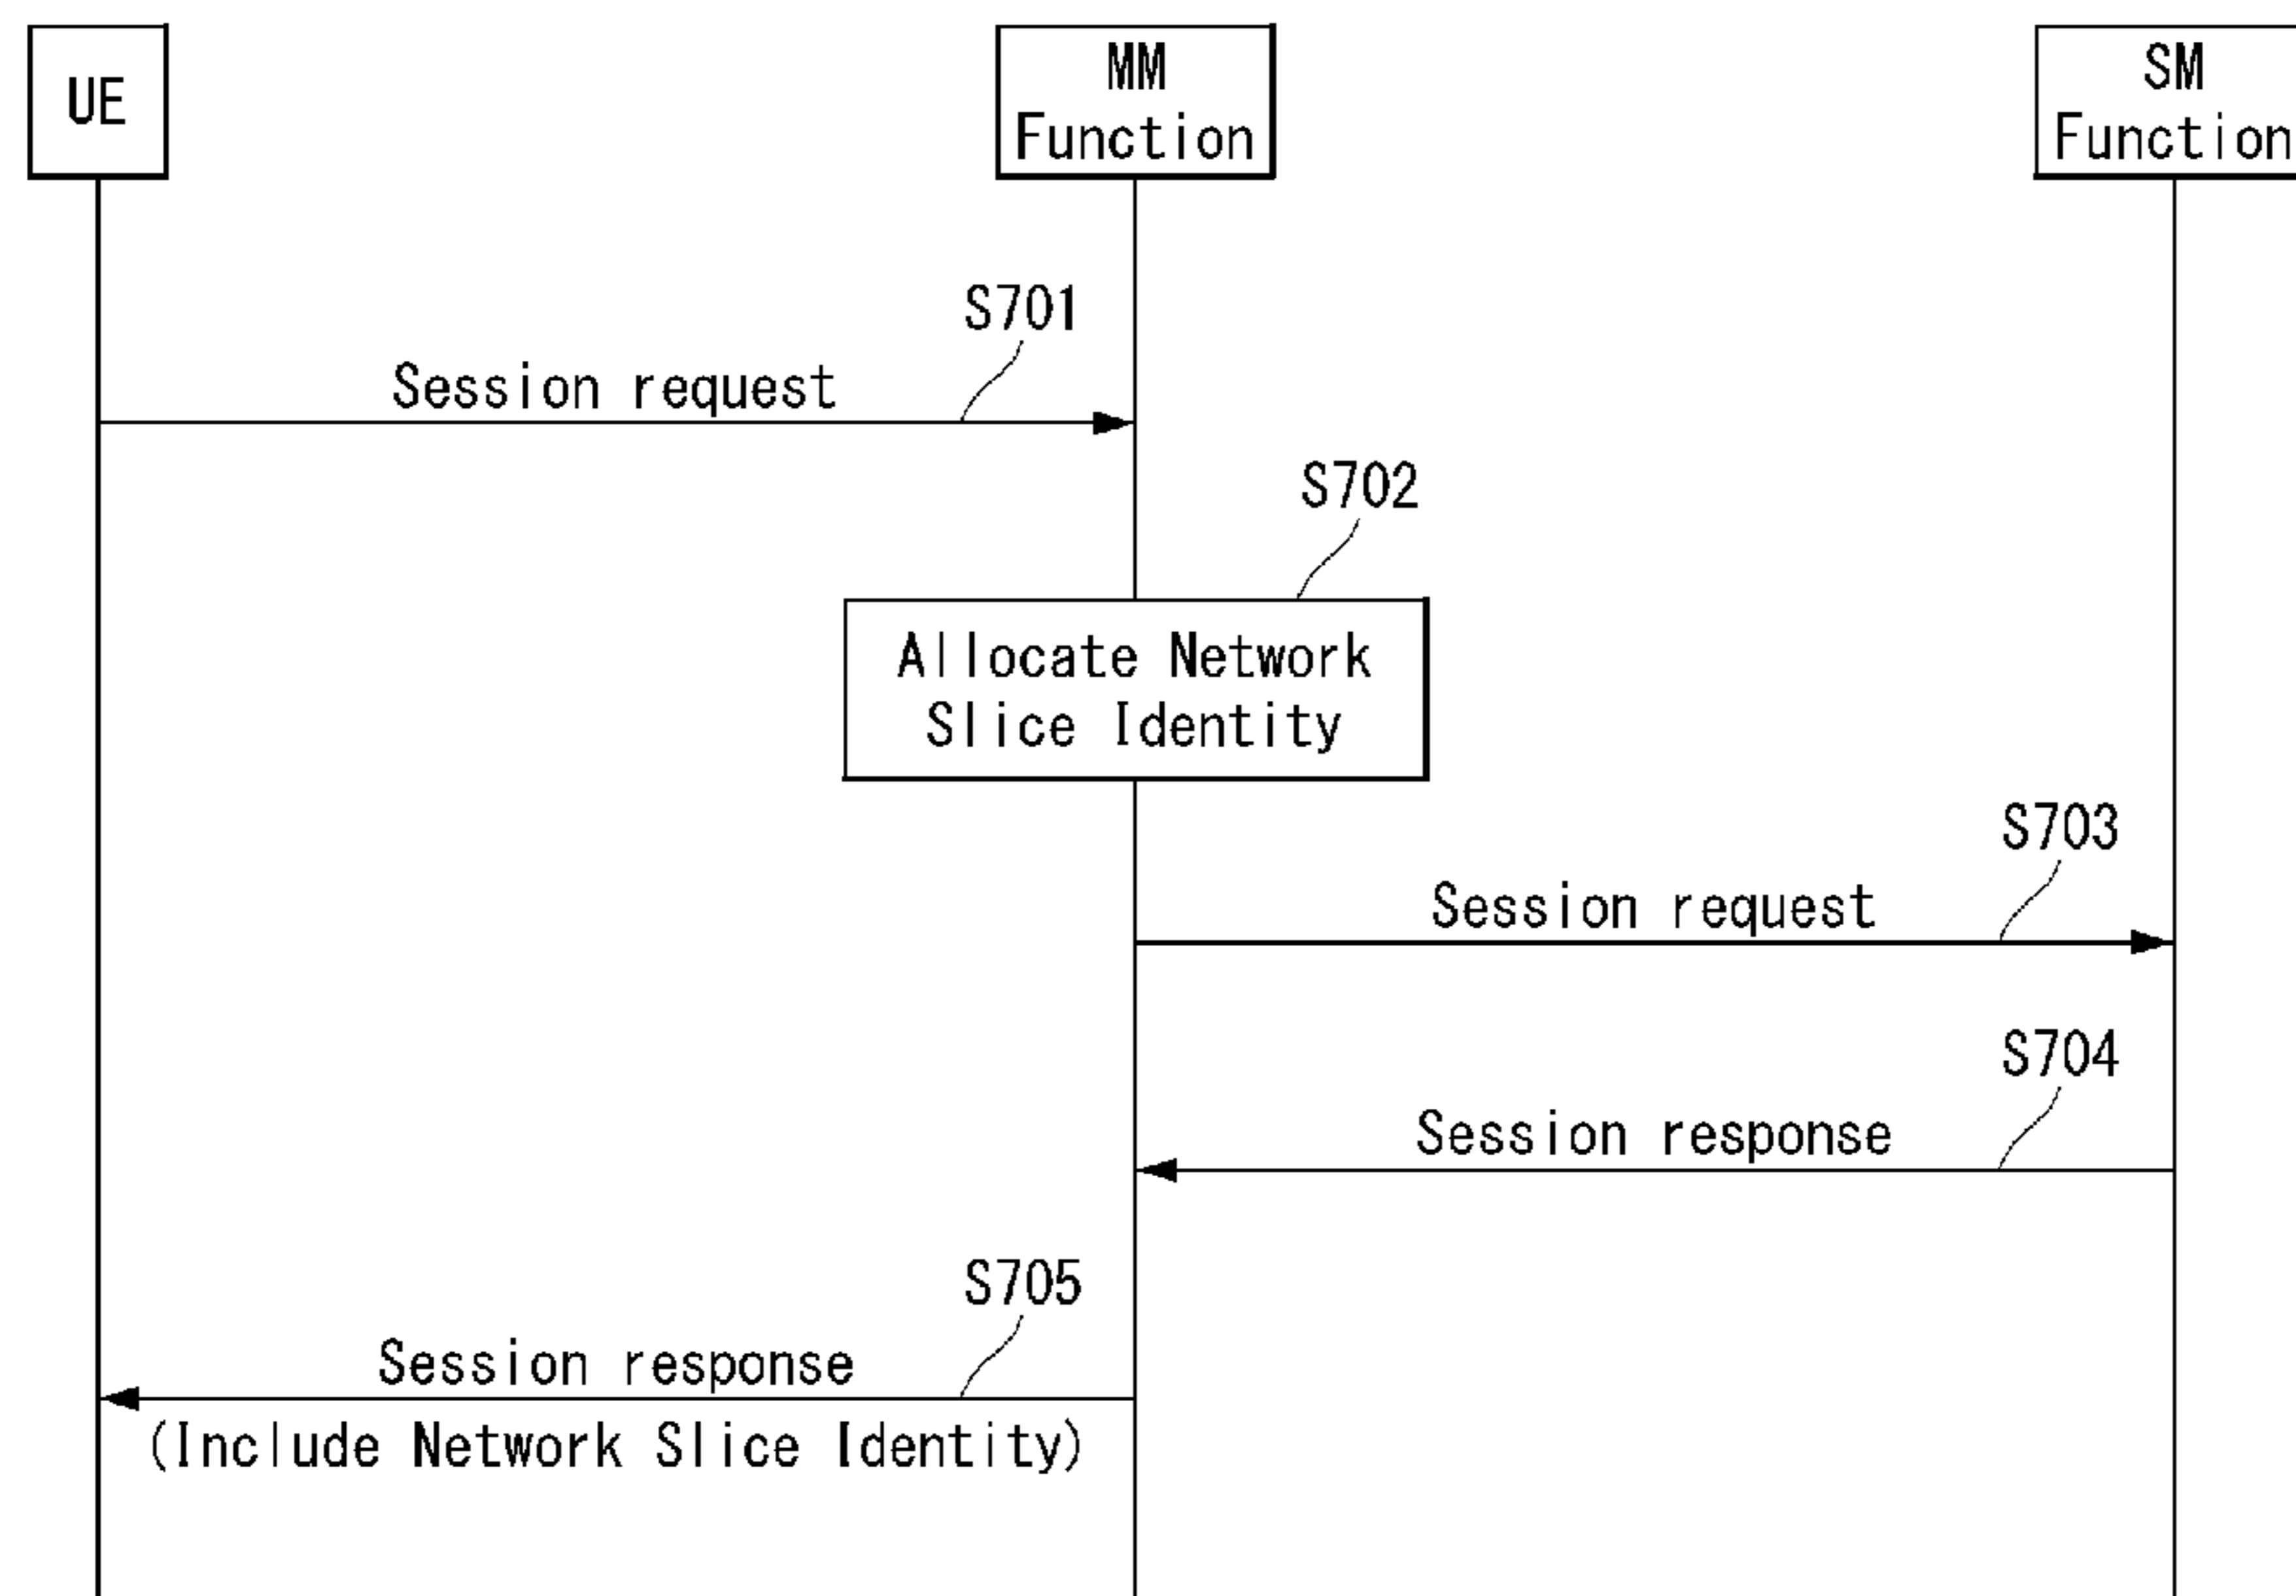 UE
MM
Function
SM
Function
S701
Session request
S702
Allocate Network
Slice Identity
S703
Session request
S704
Session response
S705
Session response
(Include Network Slice Identity)